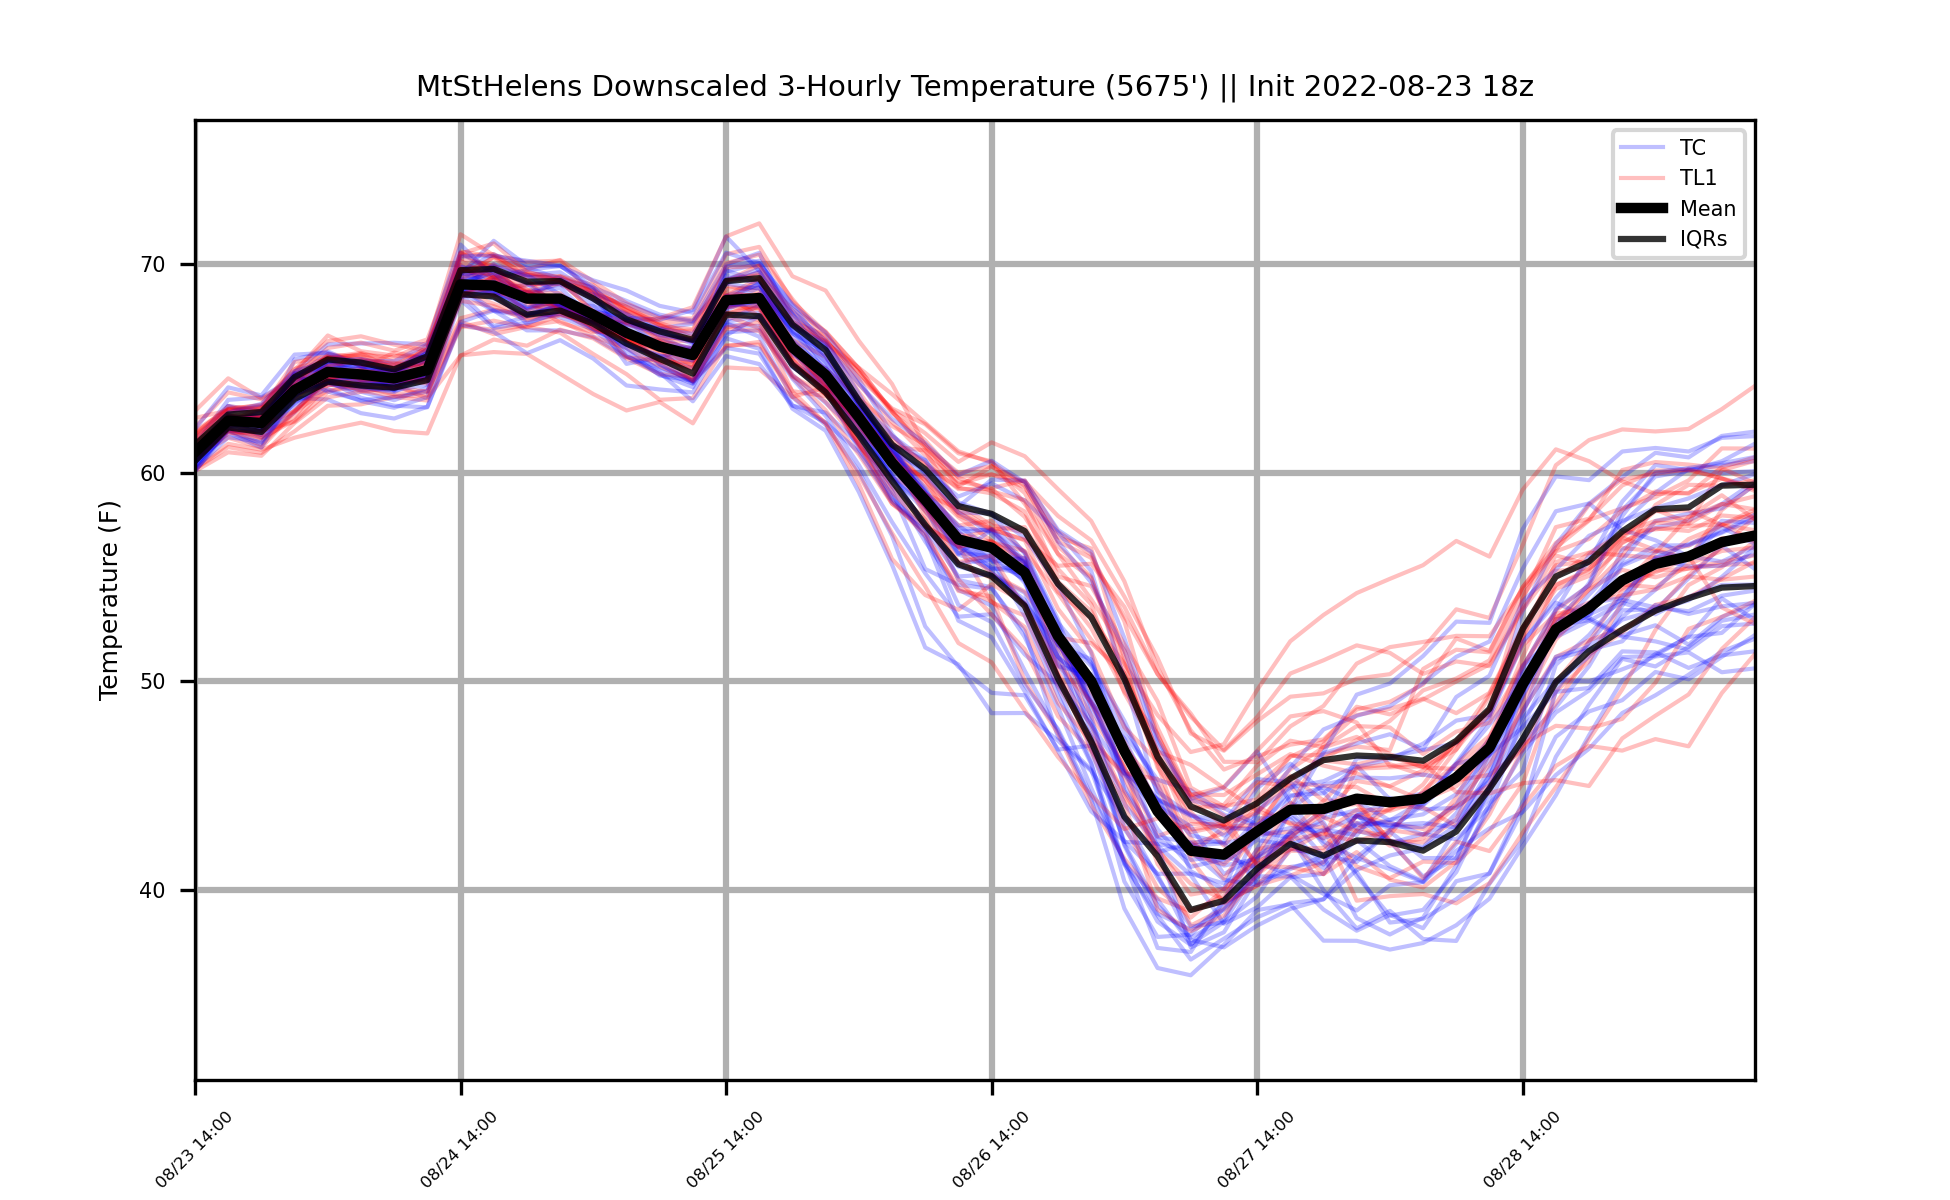 MtStHelens Downscaled 3-Hourly Temperature (5675') || Init 2022-08-23 18z
TC
TL1
Mean
IQRs
Temperature (F)
70
60
50
40
08/23 14:00
08/24 14:00
08/25 14:00
08/26 14:00
08/27 14:00
08/28 14:00